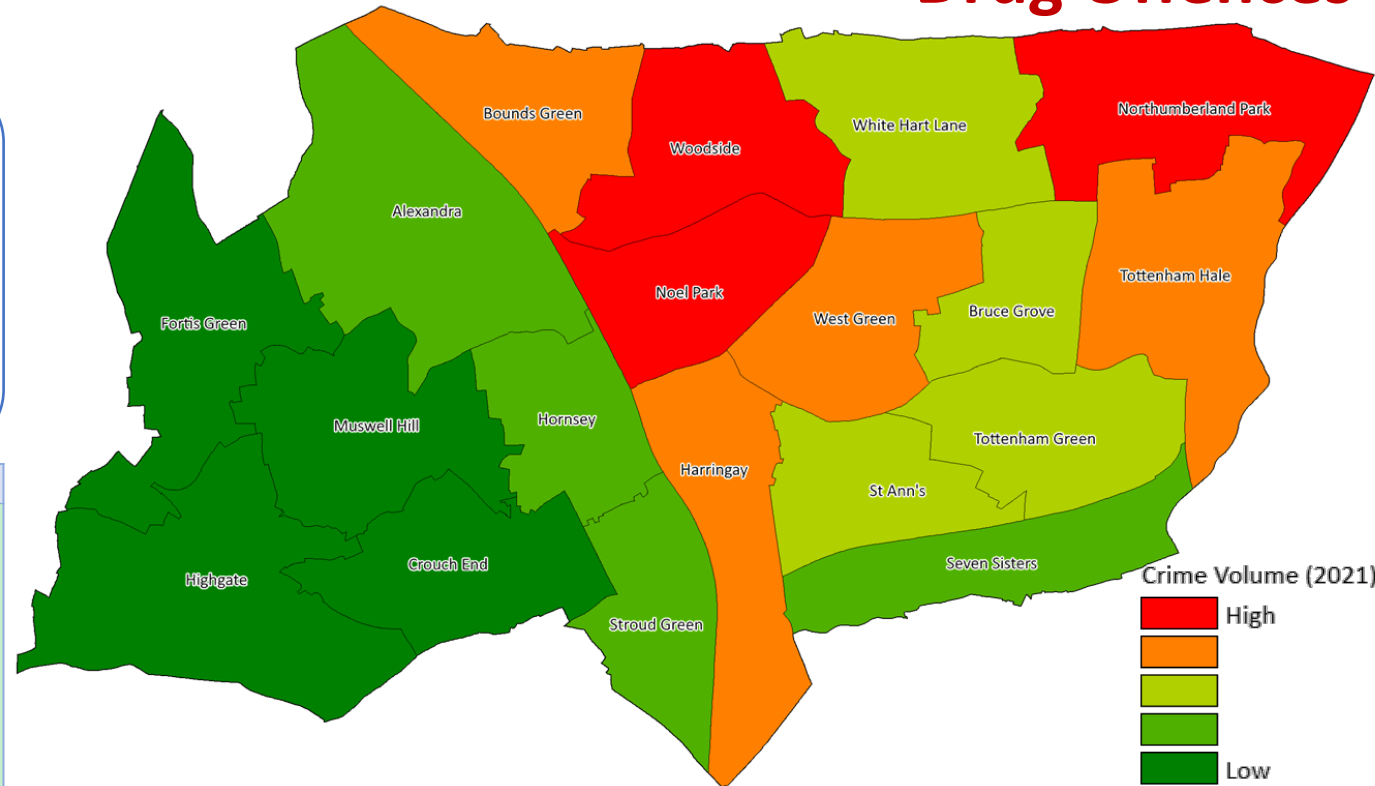 Drug Offences
Bounds Green
Northumberland Park
White Hart Lane
Woodside
Alexandra
Tottenham Hale
Noel Park
Bruce Grove
West Green
Fortis Green
Hornsey
Muswell Hill
Tottenham Green
Harringay
St Ann's
Seven Sisters
Crouch End
Highgate
Stroud Green
Crime Volume (2021)
High
Low